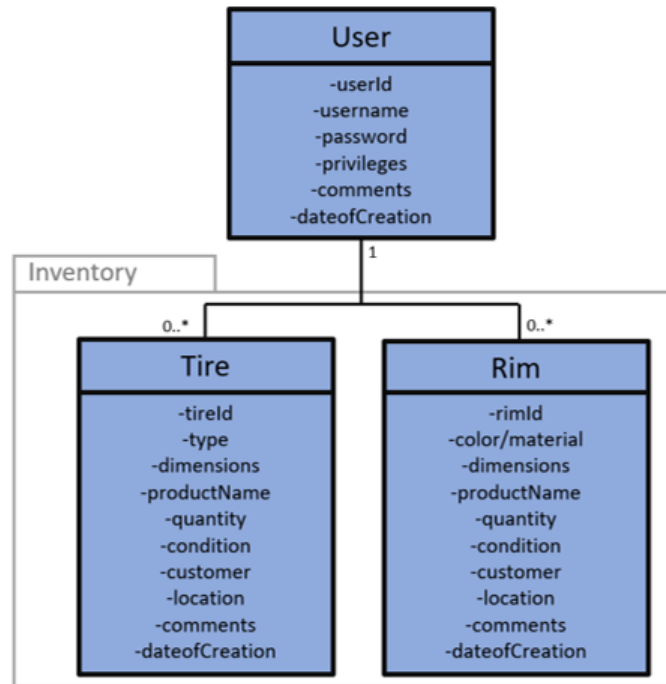 User
-userId
-username
-password
-privileges
-comments
-dateofCreation
1
Inventory
0..*
0..*
Tire
-tireId
-type
-dimensions
-productName
-quantity
-condition
-customer
-location
-comments
-dateofCreation
Rim
-rimId
-color/material
-dimensions
-productName
-quantity
-condition
-customer
-location
-comments
-dateofCreation